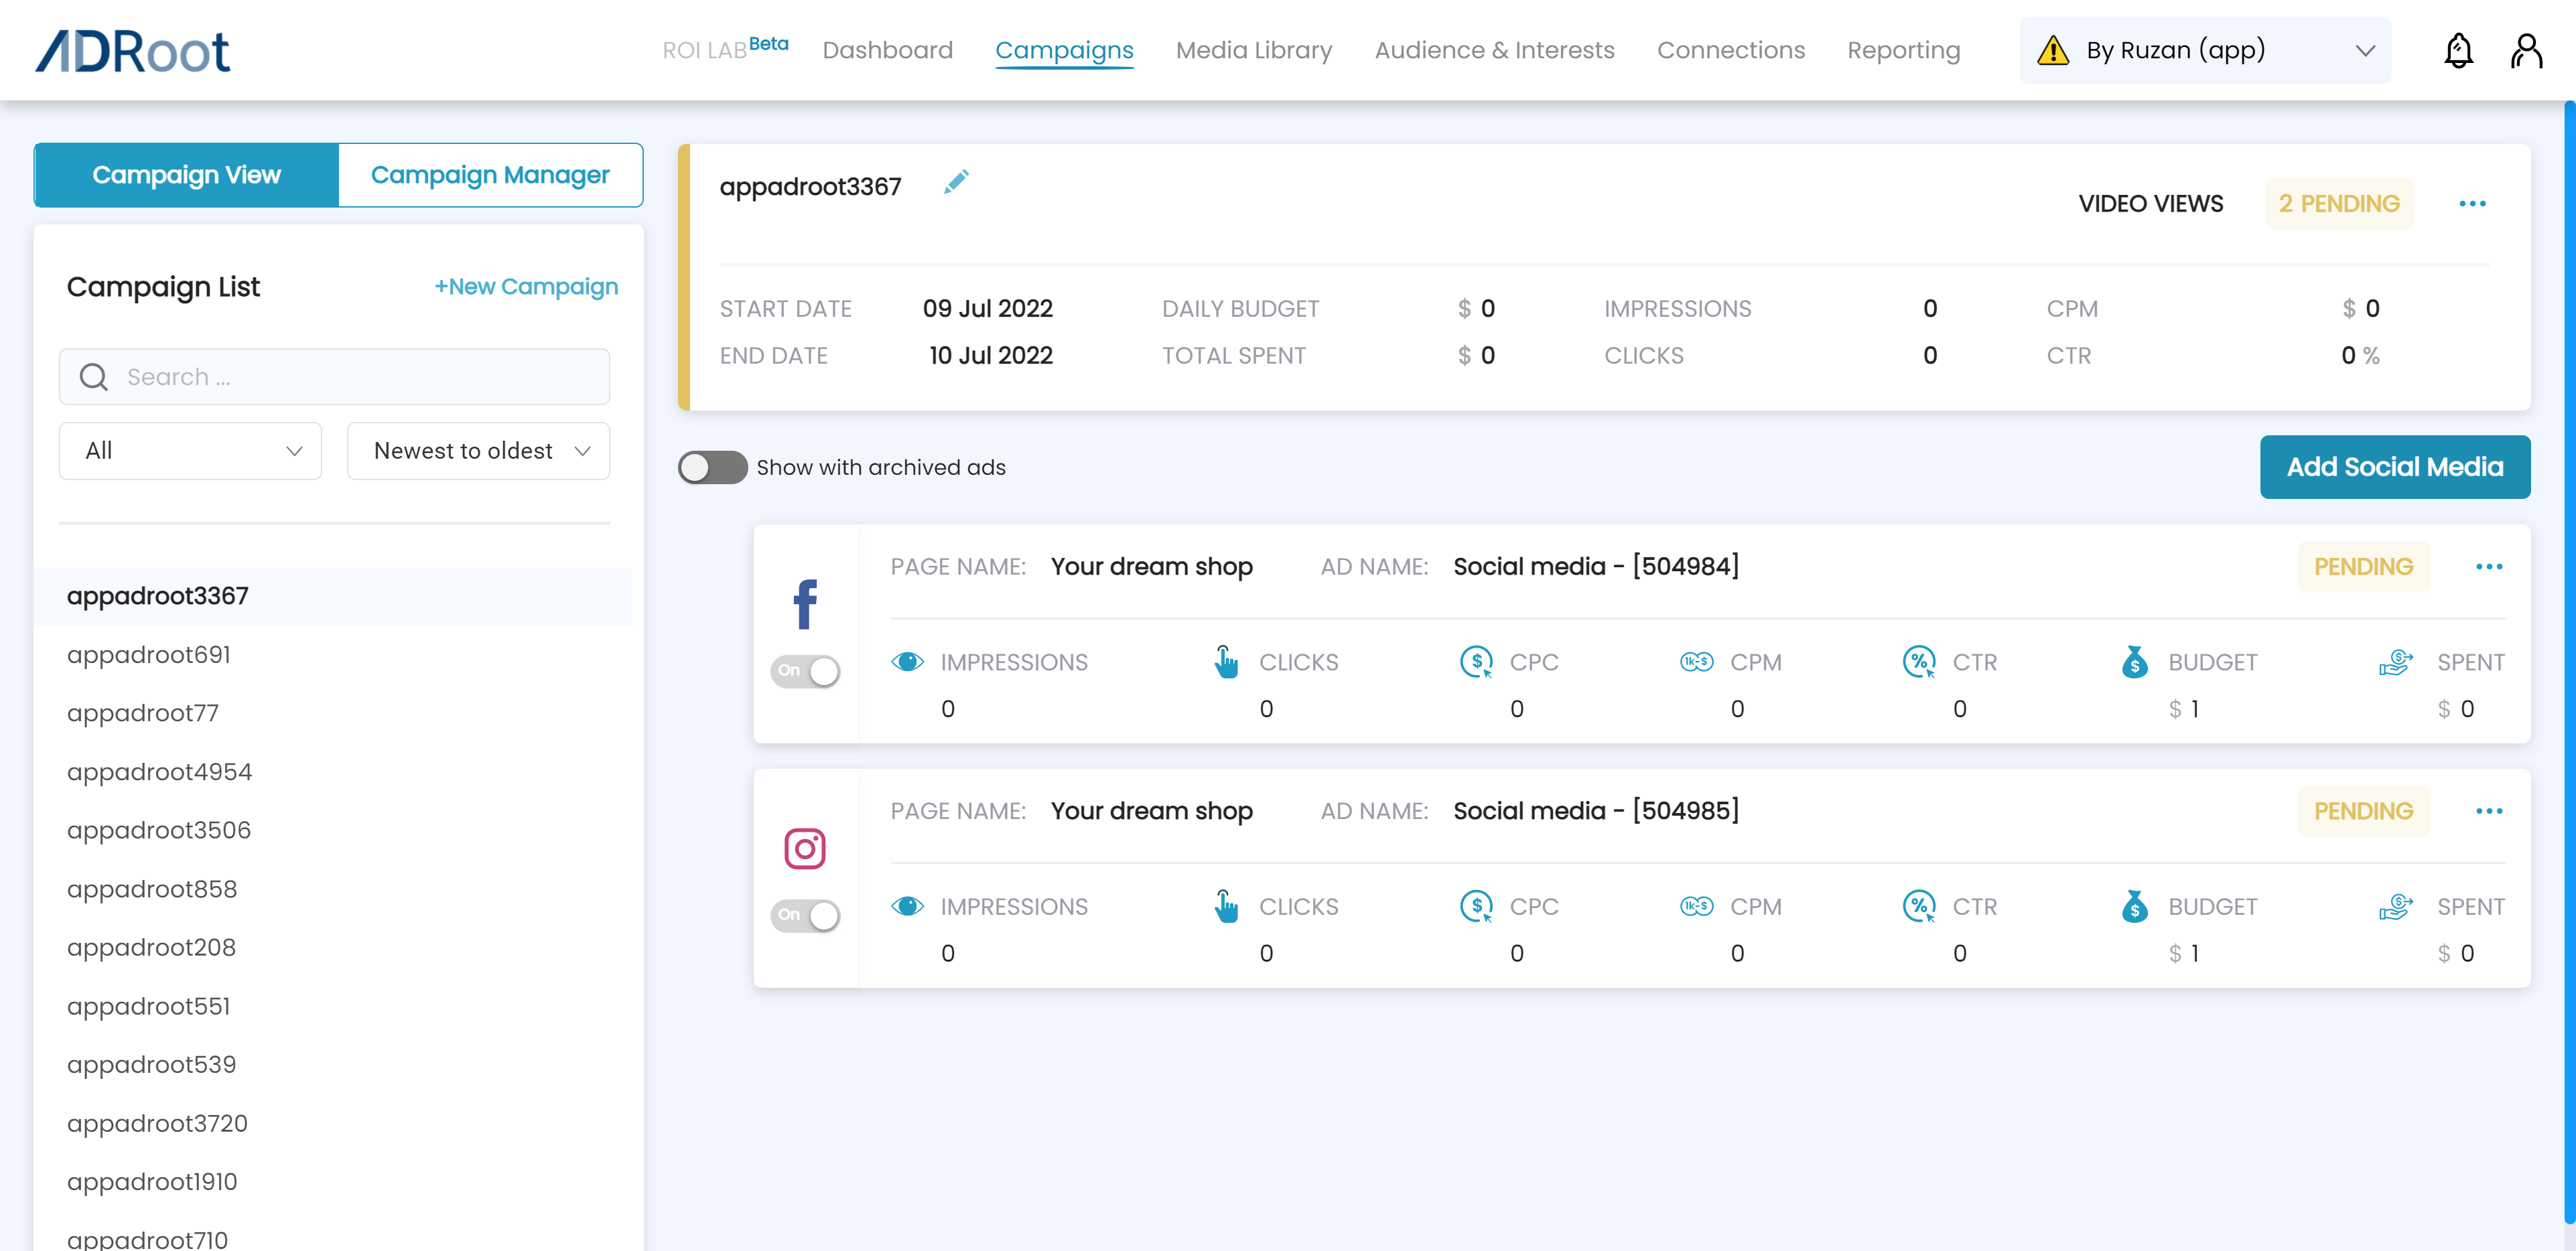 ADRoot
ROI LAB Beta
Dashboard
Campaigns
Media Library
Audience & Interests
Connections
Reporting
By Ruzan (app)
Campaign View
Campaign Manager
Campaign List
+New Campaign
Search ...
All
Newest to oldest
appadroot3367
appadroot691
appadroot77
appadroot4954
appadroot3506
appadroot858
appadroot208
appadroot551
appadroot539
appadroot3720
appadroot1910
appadroot710
appadroot3367
VIDEO VIEWS
2 PENDING
START DATE 09 Jul 2022 DAILY BUDGET $ 0 IMPRESSIONS 0 CPM $ 0
END DATE 10 Jul 2022 TOTAL SPENT $ 0 CLICKS 0 CTR 0 %
Show with archived ads
Add Social Media
PAGE NAME: Your dream shop AD NAME: Social media - [504984] PENDING
On
IMPRESSIONS CLICKS CPC CPM CTR BUDGET SPENT
0 0 0 0 0 $ 1 $ 0
PAGE NAME: Your dream shop AD NAME: Social media - [504985] PENDING
On
IMPRESSIONS CLICKS CPC CPM CTR BUDGET SPENT
0 0 0 0 0 $ 1 $ 0